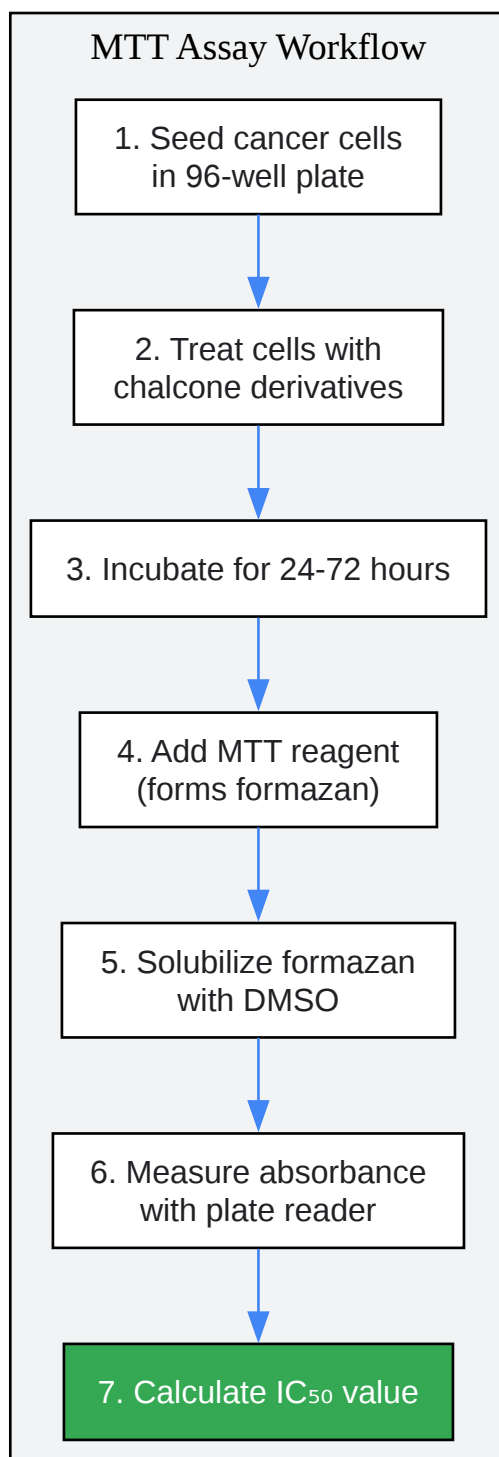 MTT Assay Workflow
1. Seed cancer cells
in 96-well plate
2. Treat cells with
chalcone derivatives
3. Incubate for 24-72 hours
4. Add MTT reagent
(forms formazan)
5. Solubilize formazan
with DMSO
6. Measure absorbance
with plate reader
7. Calculate IC₅₀ value